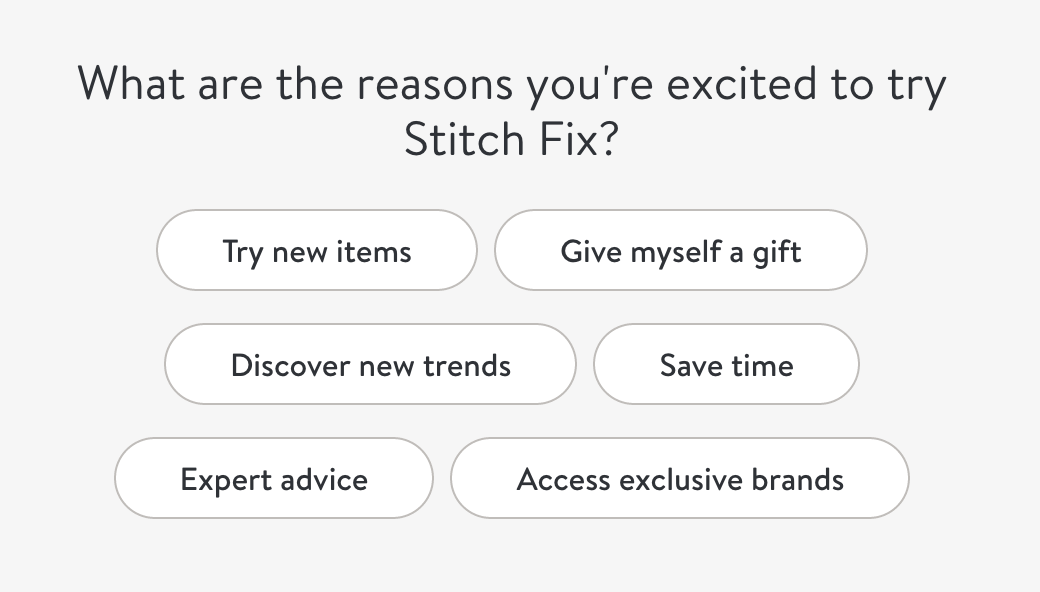 What are the reasons you're excited to try
Stitch Fix?
Try new items
Give myself a gift
Discover new trends
Save time
Expert advice
Access exclusive brands